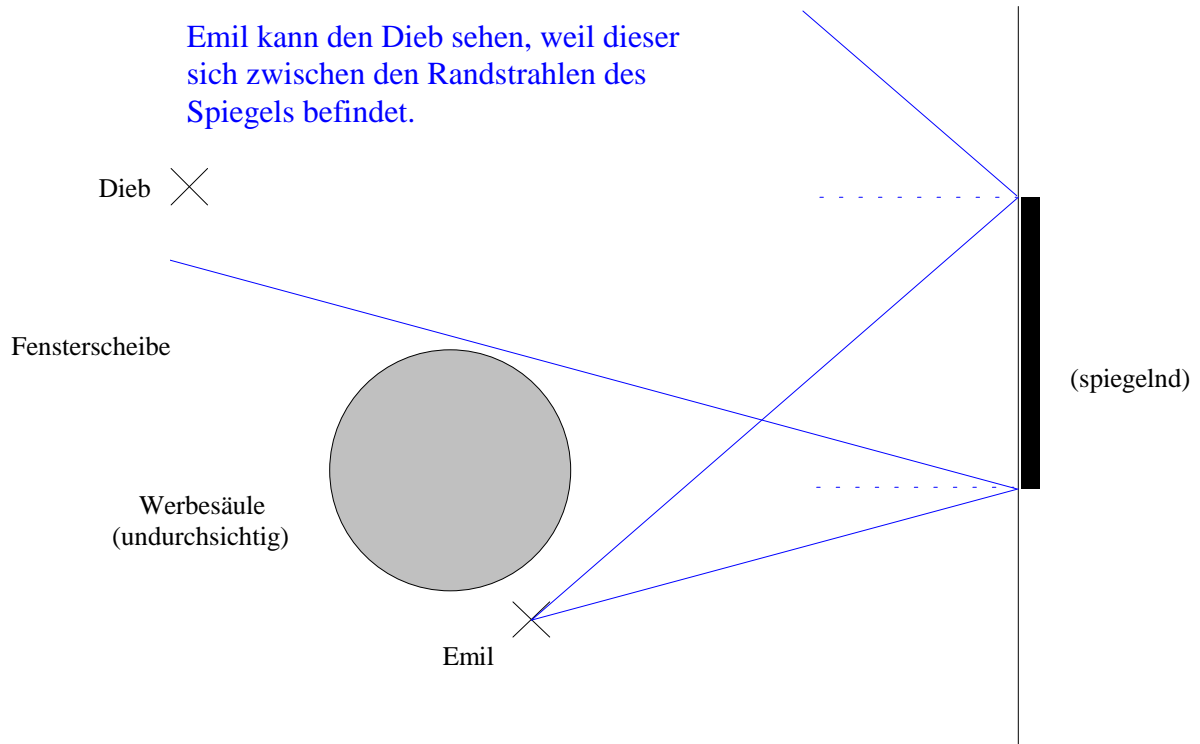 Emil kann den Dieb sehen, weil dieser
sich zwischen den Randstrahlen des
Spiegels befindet.
Dieb
Fensterscheibe
(spiegelnd)
Werbesäule
(undurchsichtig)
Emil